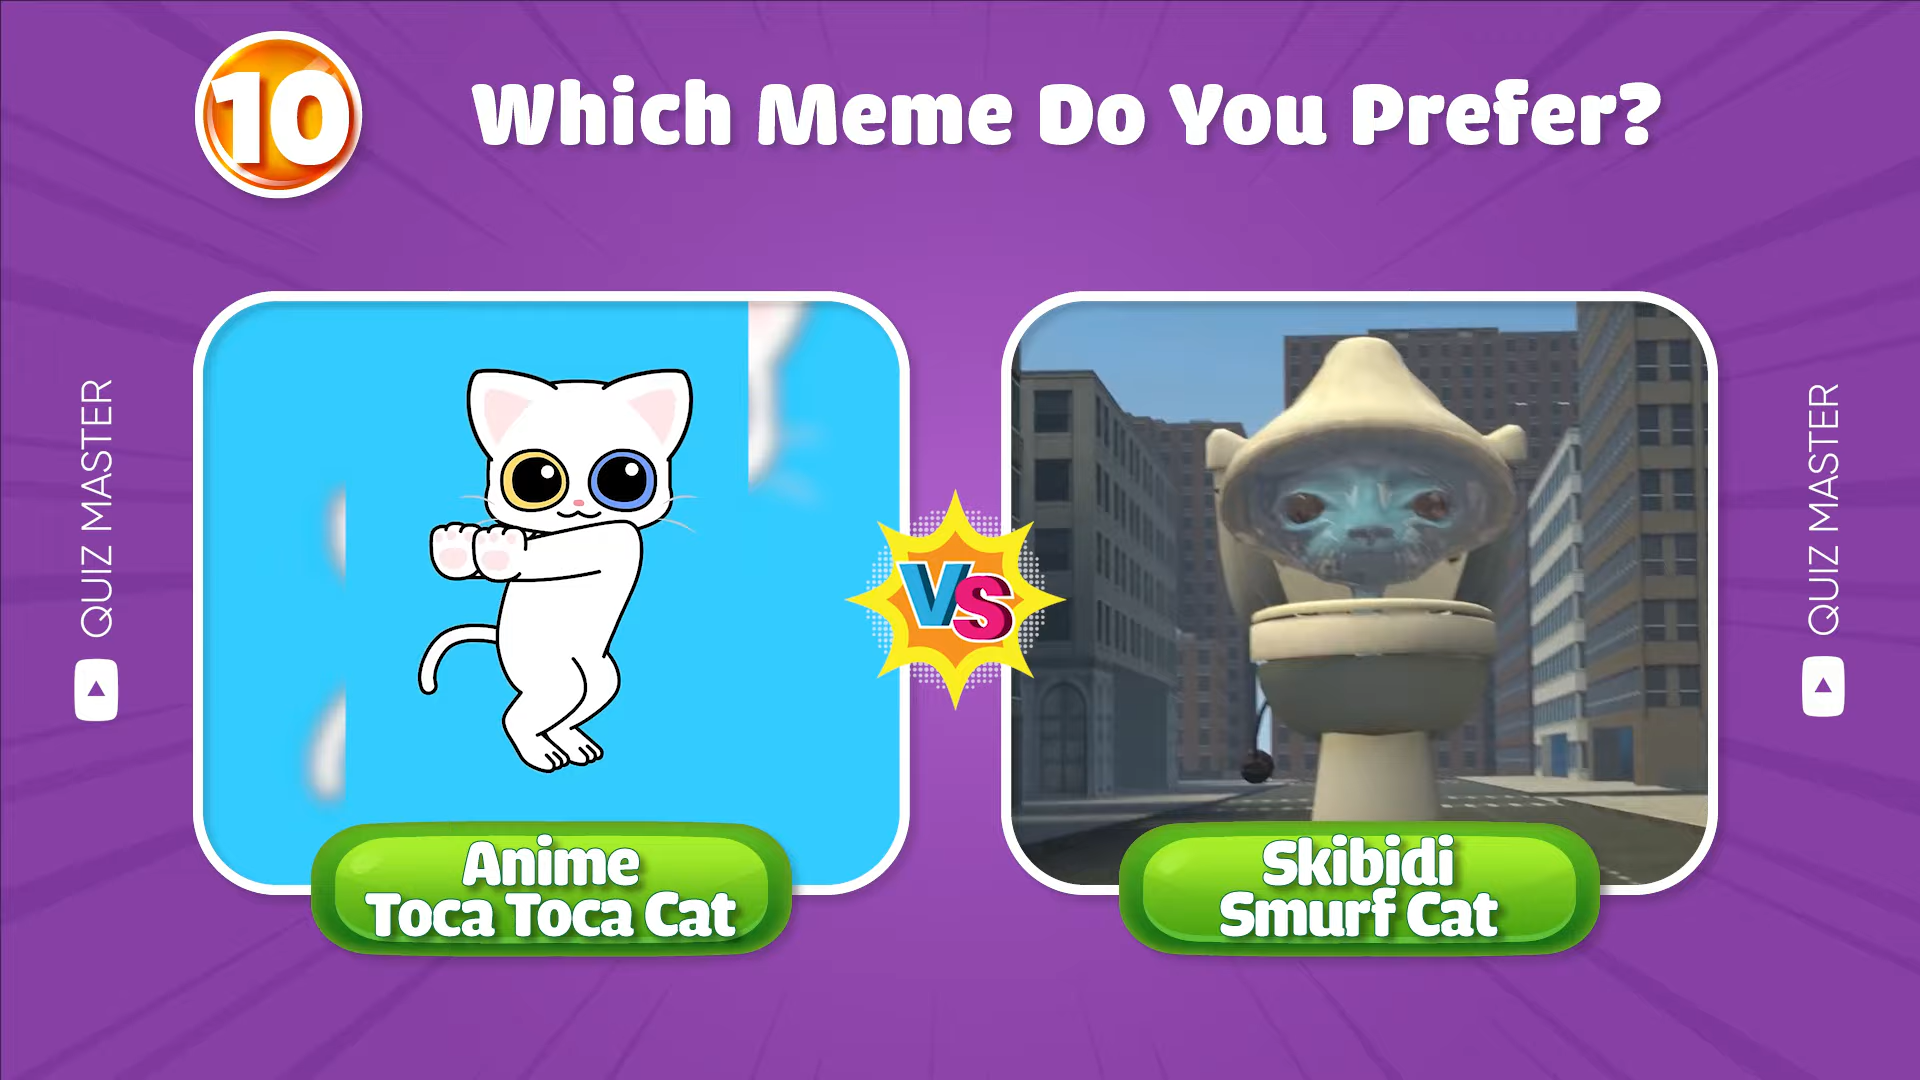 10
Which Meme Do You Prefer?
QUIZ MASTER
VS
QUIZ MASTER
Anime
Toca Toca Cat
Skibidi
Smurf Cat